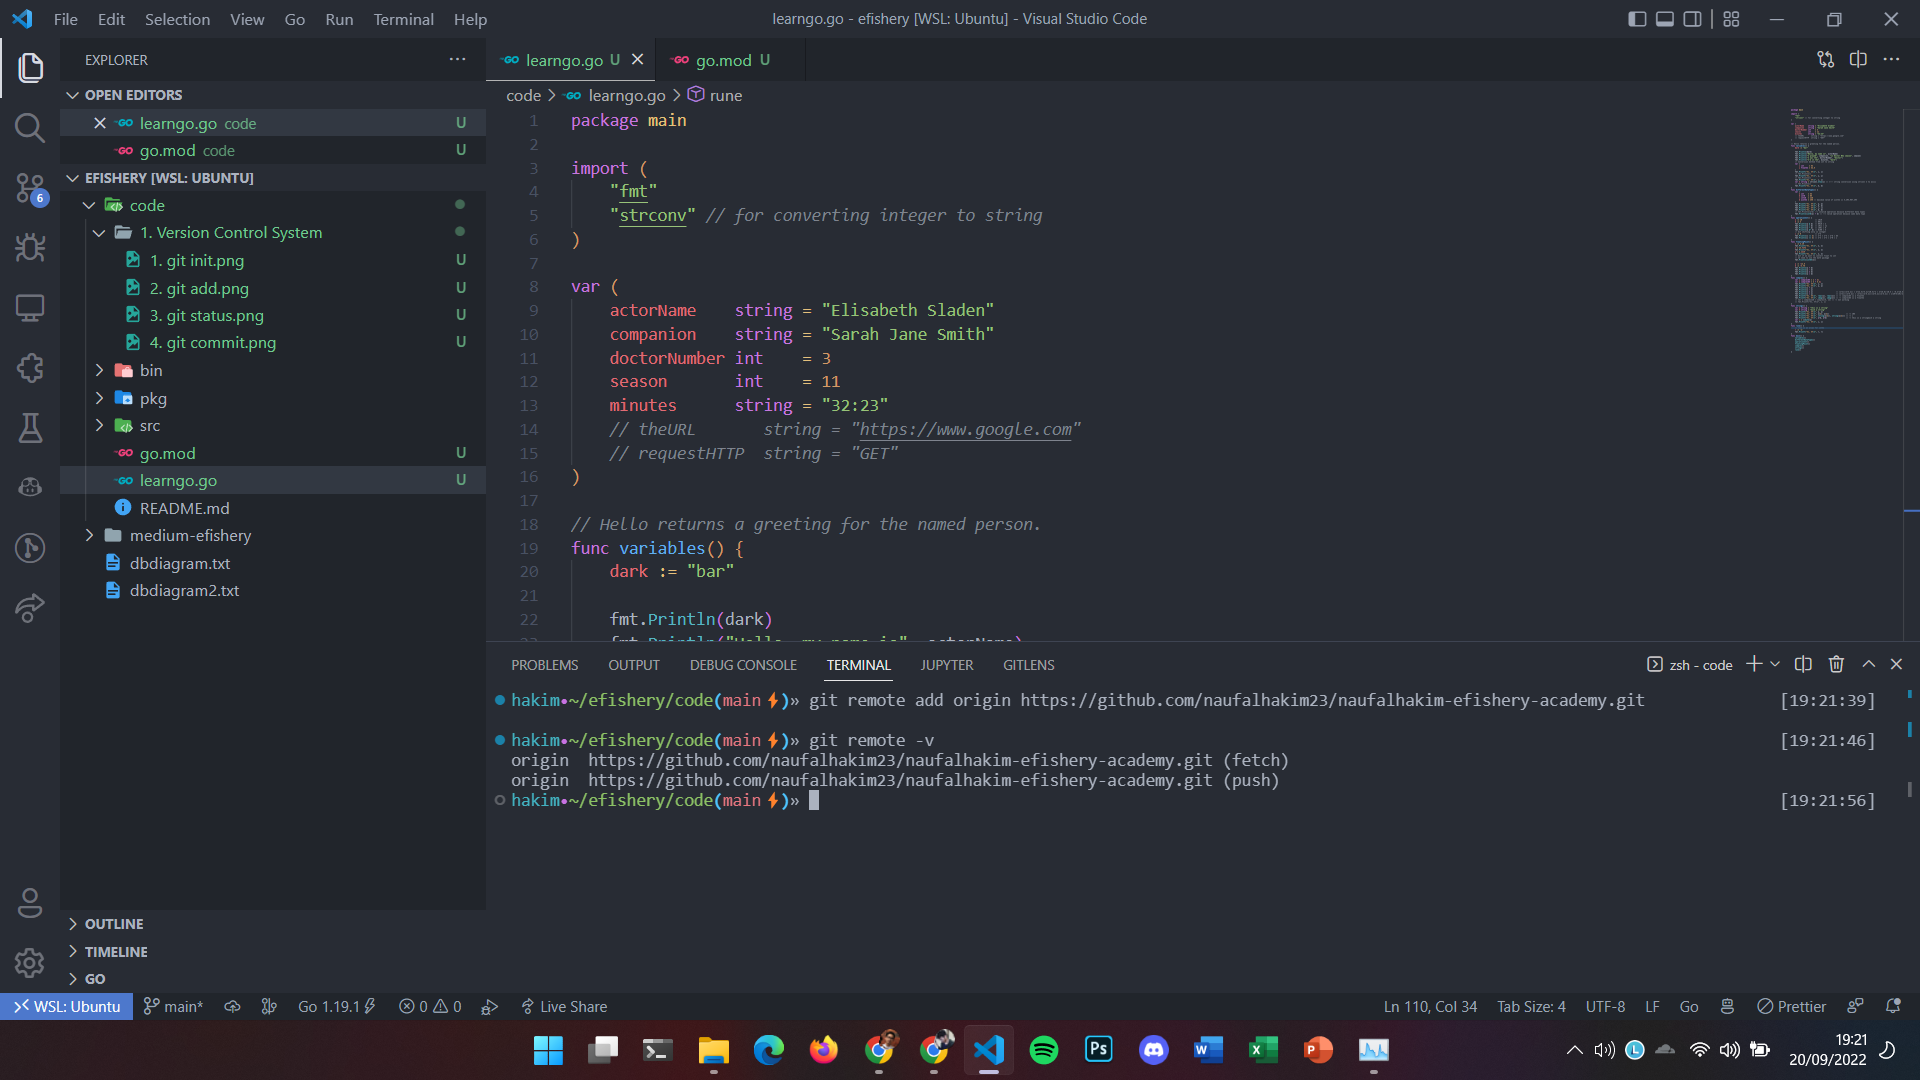 File Edit Selection View Go Run Terminal Help
learngo.go - efishery [WSL: Ubuntu] - Visual Studio Code
EXPLORER
OPEN EDITORS
learngo.go code U
go.mod code U
EFISHERY [WSL: UBUNTU]
6
code
1. Version Control System
1. git init.png U
2. git add.png U
3. git status.png U
4. git commit.png U
bin
pkg
src
go.mod U
learngo.go U
README.md
medium-efishery
dbdiagram.txt
dbdiagram2.txt
OUTLINE
TIMELINE
GO
learngo.go U
go.mod U
code > learngo.go > rune
1 package main
2
3 import (
4 "fmt"
5 "strconv" // for converting integer to string
6 )
7
8 var (
9 actorName string = "Elisabeth Sladen"
10 companion string = "Sarah Jane Smith"
11 doctorNumber int = 3
12 season int = 11
13 minutes string = "32:23"
14 // theURL string = "https://www.google.com"
15 // requestHTTP string = "GET"
16 )
17
18 // Hello returns a greeting for the named person.
19 func variables() {
20 dark := "bar"
21
22 fmt.Println(dark)
23 fmt.Println("Hello, my name is", actorName)
PROBLEMS OUTPUT DEBUG CONSOLE TERMINAL JUPYTER GITLENS
zsh - code
hakim•~/efishery/code(main⚡)» git remote add origin https://github.com/naufalhakim23/naufalhakim-efishery-academy.git [19:21:39]
hakim•~/efishery/code(main⚡)» git remote -v [19:21:46]
origin https://github.com/naufalhakim23/naufalhakim-efishery-academy.git (fetch)
origin https://github.com/naufalhakim23/naufalhakim-efishery-academy.git (push)
hakim•~/efishery/code(main⚡)» [19:21:56]
WSL: Ubuntu main* Go 1.19.1 0 0 Live Share
Ln 110, Col 34 Tab Size: 4 UTF-8 LF Go Prettier
19:21
20/09/2022